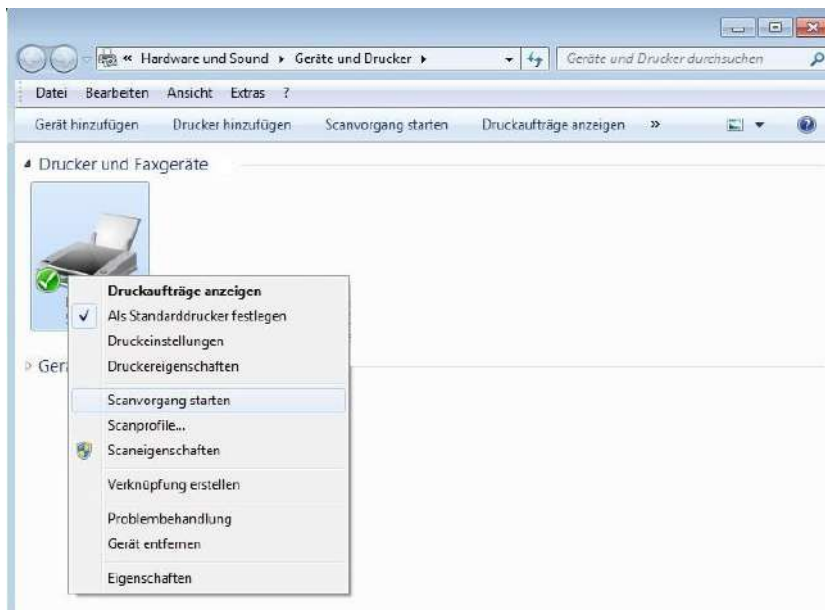 « Hardware und Sound ▸ Geräte und Drucker ▸ Geräte und Drucker durchsuchen
Datei Bearbeiten Ansicht Extras ?
Gerät hinzufügen Drucker hinzufügen Scanvorgang starten Druckaufträge anzeigen »
Drucker und Faxgeräte
Druckaufträge anzeigen
Als Standarddrucker festlegen
Druckeinstellungen
Druckereigenschaften
Ger
Scanvorgang starten
Scanprofile...
Scaneigenschaften
Verknüpfung erstellen
Problembehandlung
Gerät entfernen
Eigenschaften